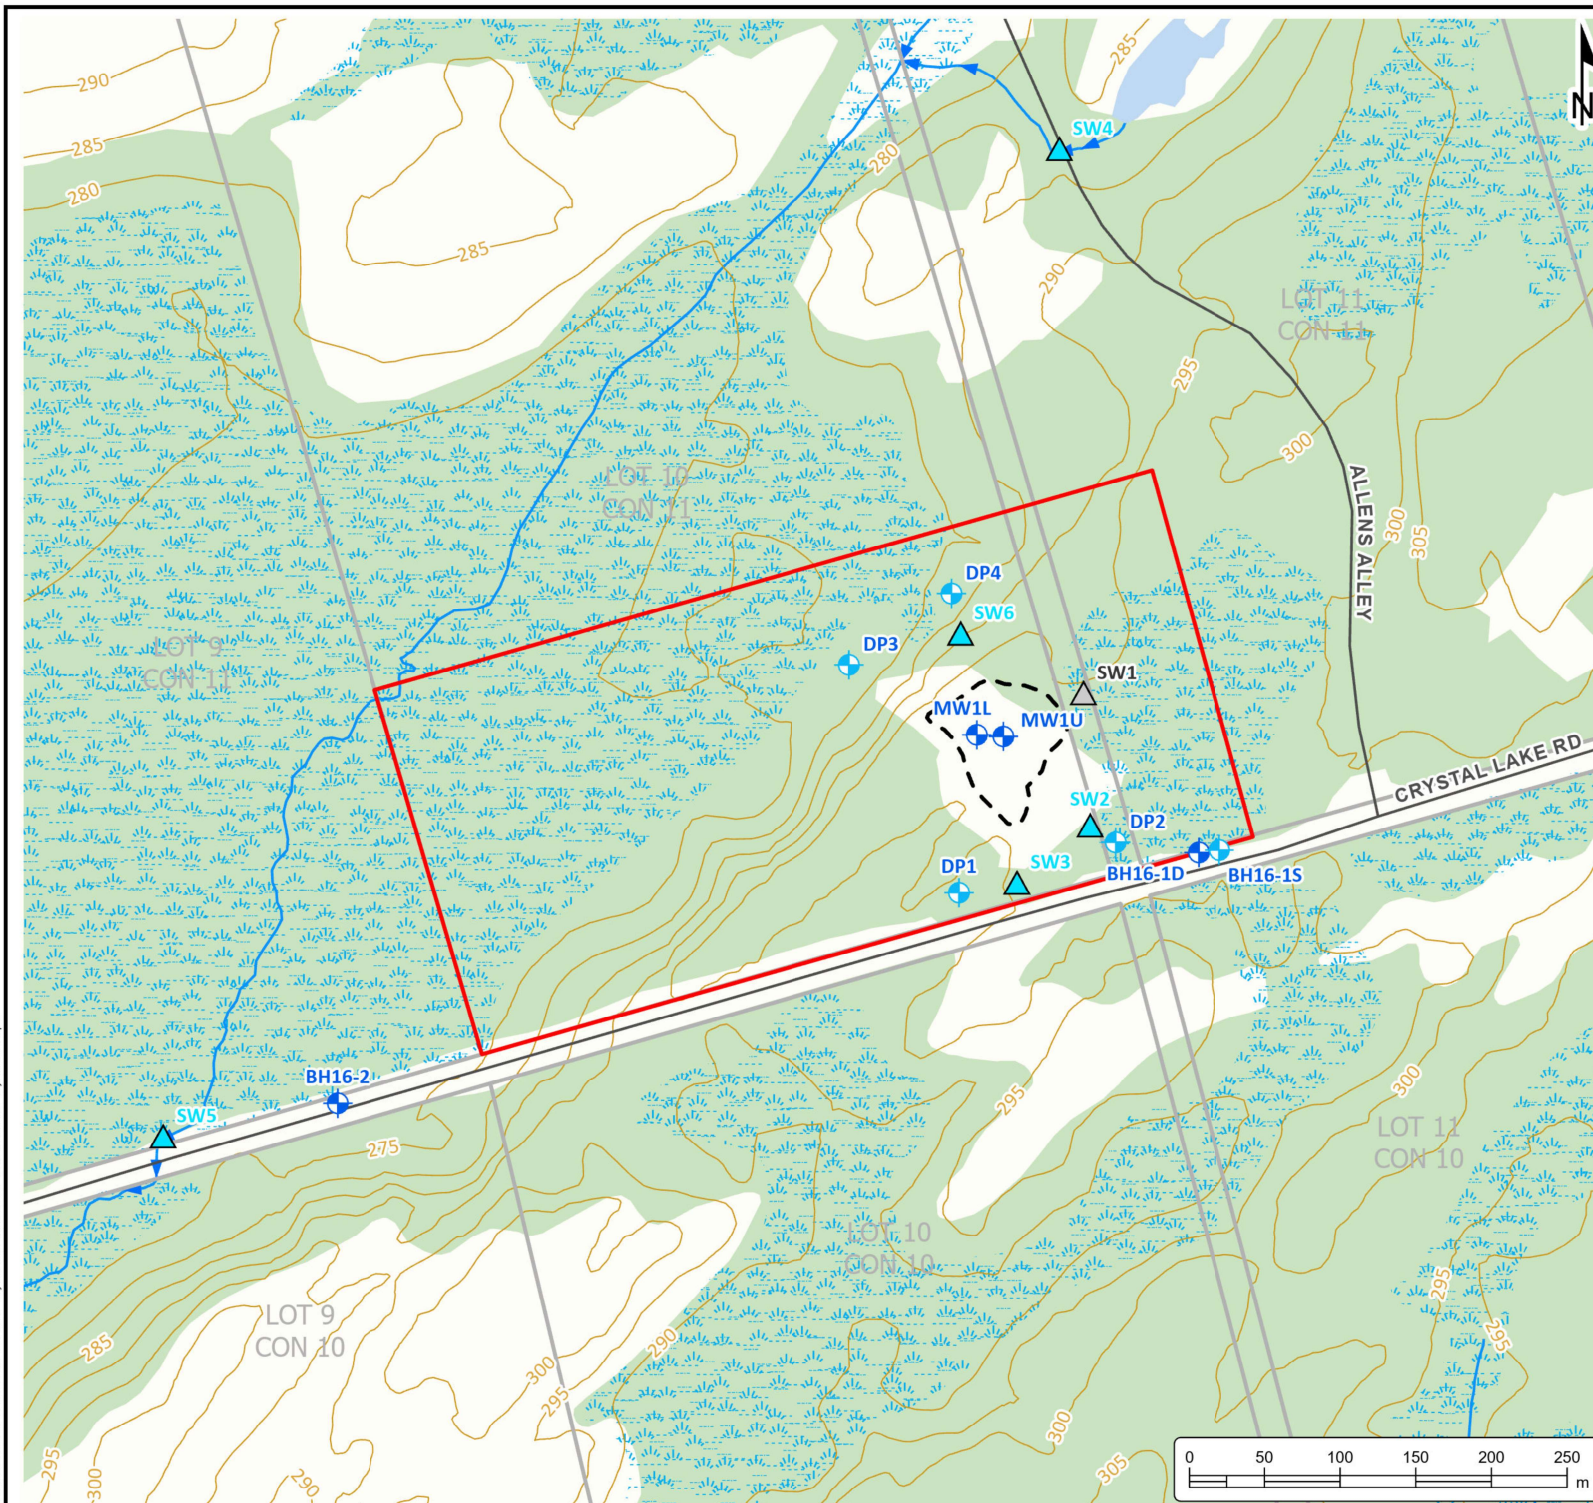 290
285
285
SW4
N
280
280
285
290
LOT 11
CON 11
295
300
ALLENS ALLEY
LOT 10
CON 11
300
305
DP4
SW6
LOT 9
CON 11
DP3
SW1
MW1L
MW1U
CRYSTAL LAKE RD
SW2
DP2
DP1
SW3
BH16-1D
BH16-1S
BH16-2
SW5
295
300
275
LOT 11
CON 10
LOT 10
CON 10
295
LOT 9
CON 10
285
290
295
300
295
300
295
300
290
305
0 50 100 150 200 250
m